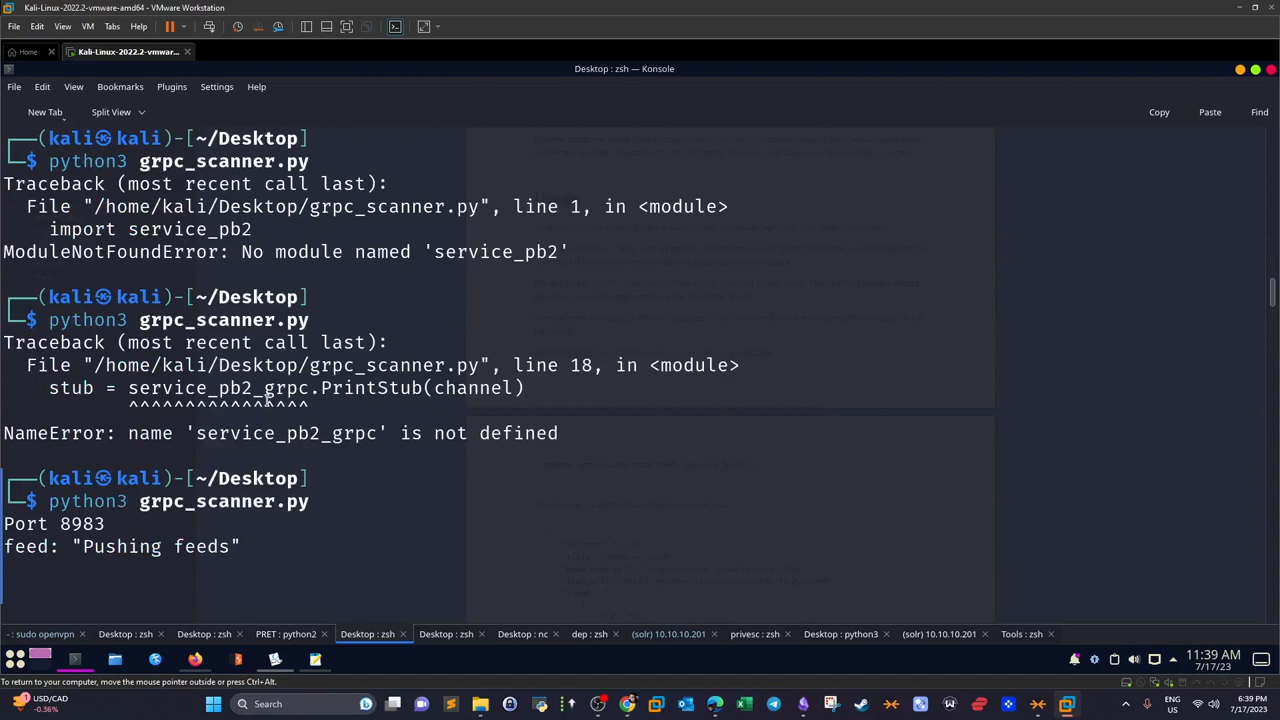 Kali-Linux-2022.2-vmware-amd64 - VMware Workstation
File Edit View VM Tabs Help
Home Kali-Linux-2022.2-vmwar...
Desktop : zsh — Konsole
File Edit View Bookmarks Plugins Settings Help
New Tab Split View Copy Paste Find
┌──(kali㉿kali)-[~/Desktop]
└─$ python3 grpc_scanner.py
Traceback (most recent call last):
File "/home/kali/Desktop/grpc_scanner.py", line 1, in <module>
import service_pb2
ModuleNotFoundError: No module named 'service_pb2'
┌──(kali㉿kali)-[~/Desktop]
└─$ python3 grpc_scanner.py
Traceback (most recent call last):
File "/home/kali/Desktop/grpc_scanner.py", line 18, in <module>
stub = service_pb2_grpc.PrintStub(channel)
^^^^^^^^^^^^^^^^
NameError: name 'service_pb2_grpc' is not defined
┌──(kali㉿kali)-[~/Desktop]
└─$ python3 grpc_scanner.py
Port 8983
feed: "Pushing feeds"
- : sudo openvpn Desktop : zsh Desktop : zsh PRET : python2 Desktop : zsh Desktop : zsh Desktop : nc dep : zsh (solr) 10.10.10.201 privesc : zsh Desktop : python3 (solr) 10.10.10.201 Tools : zsh
11:39 AM
7/17/23
To return to your computer, move the mouse pointer outside or press Ctrl+Alt.
USD/CAD
-0.36%
Search
ENG
US
6:39 PM
7/17/2023